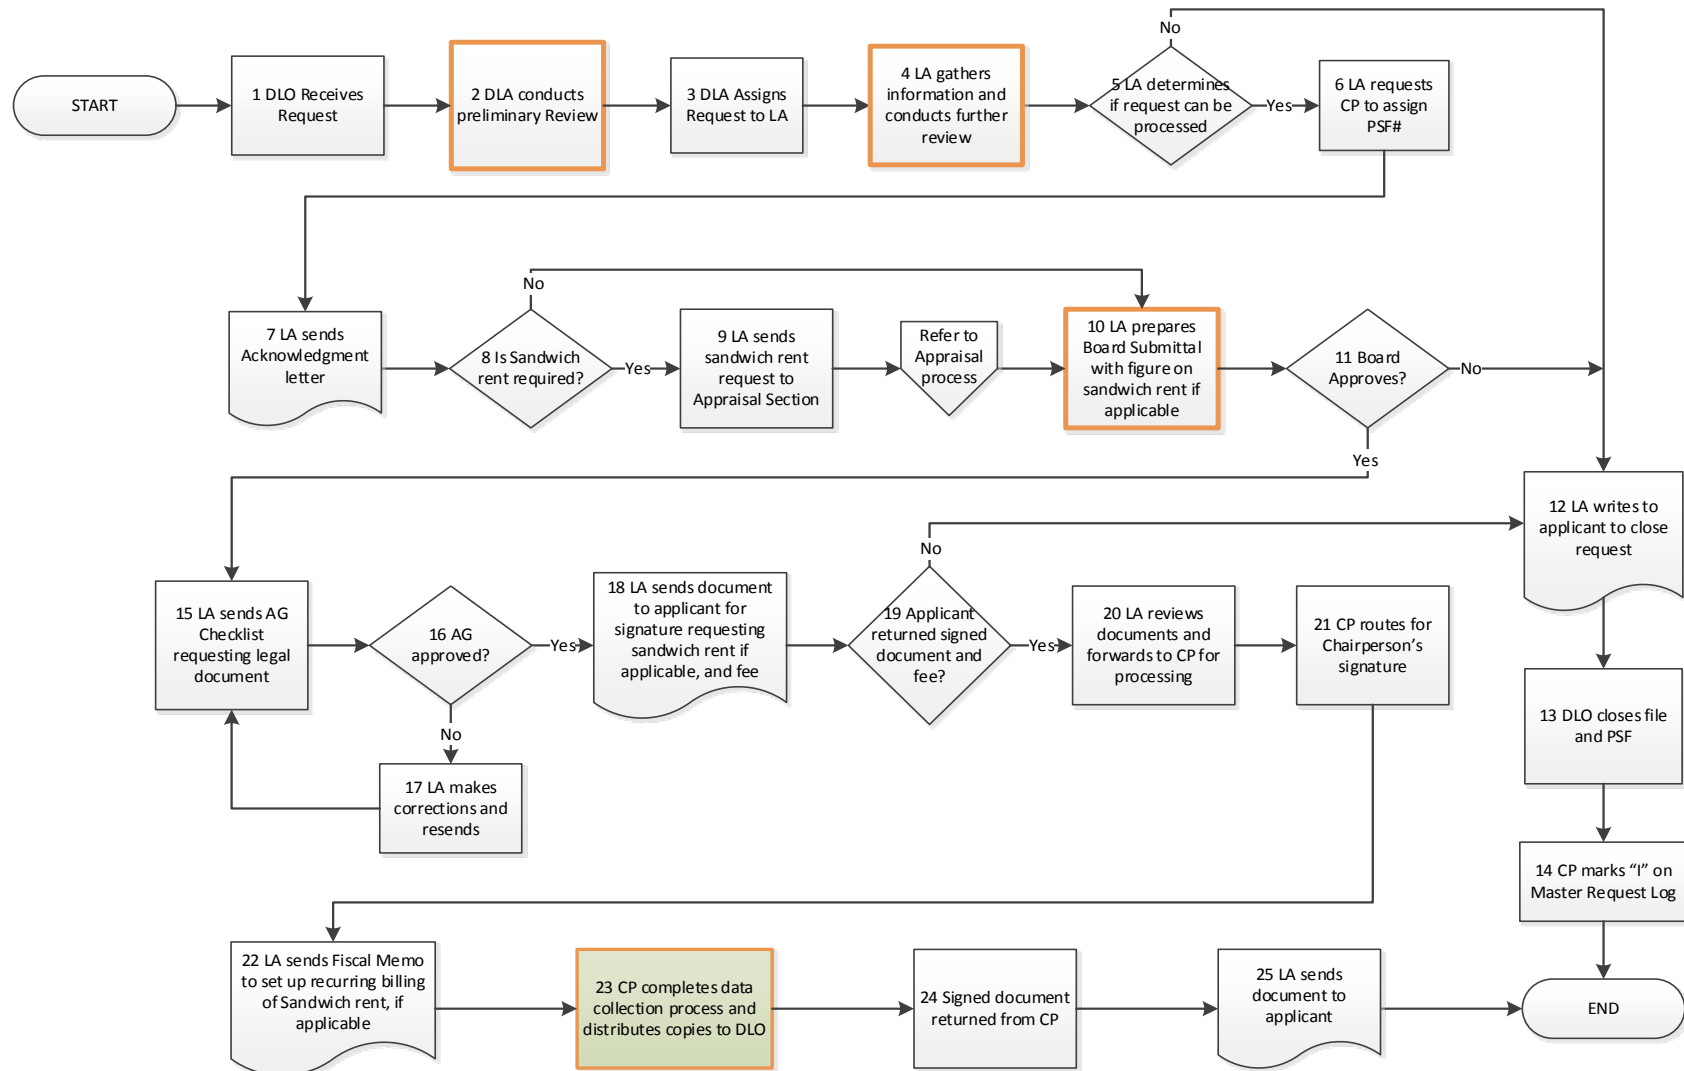 START
1 DLO Receives
Request
2 DLA conducts
preliminary Review
3 DLA Assigns
Request to LA
4 LA gathers
information and
conducts further
review
No
5 LA determines
if request can be
processed
Yes
6 LA requests
CP to assign
PSF#
7 LA sends
Acknowledgment
letter
No
8 Is Sandwich
rent required?
Yes
9 LA sends
sandwich rent
request to
Appraisal Section
Refer to
Appraisal
process
10 LA prepares
Board Submittal
with figure on
sandwich rent if
applicable
11 Board
Approves?
No
Yes
12 LA writes to
applicant to close
request
13 DLO closes file
and PSF
14 CP marks “I” on
Master Request Log
15 LA sends AG
Checklist
requesting legal
document
16 AG
approved?
Yes
No
17 LA makes
corrections and
resends
18 LA sends document
to applicant for
signature requesting
sandwich rent if
applicable, and fee
No
19 Applicant
returned signed
document and
fee?
Yes
20 LA reviews
documents and
forwards to CP for
processing
21 CP routes for
Chairperson’s
signature
22 LA sends Fiscal Memo
to set up recurring billing
of Sandwich rent, if
applicable
23 CP completes data
collection process and
distributes copies to DLO
24 Signed document
returned from CP
25 LA sends
document to
applicant
END